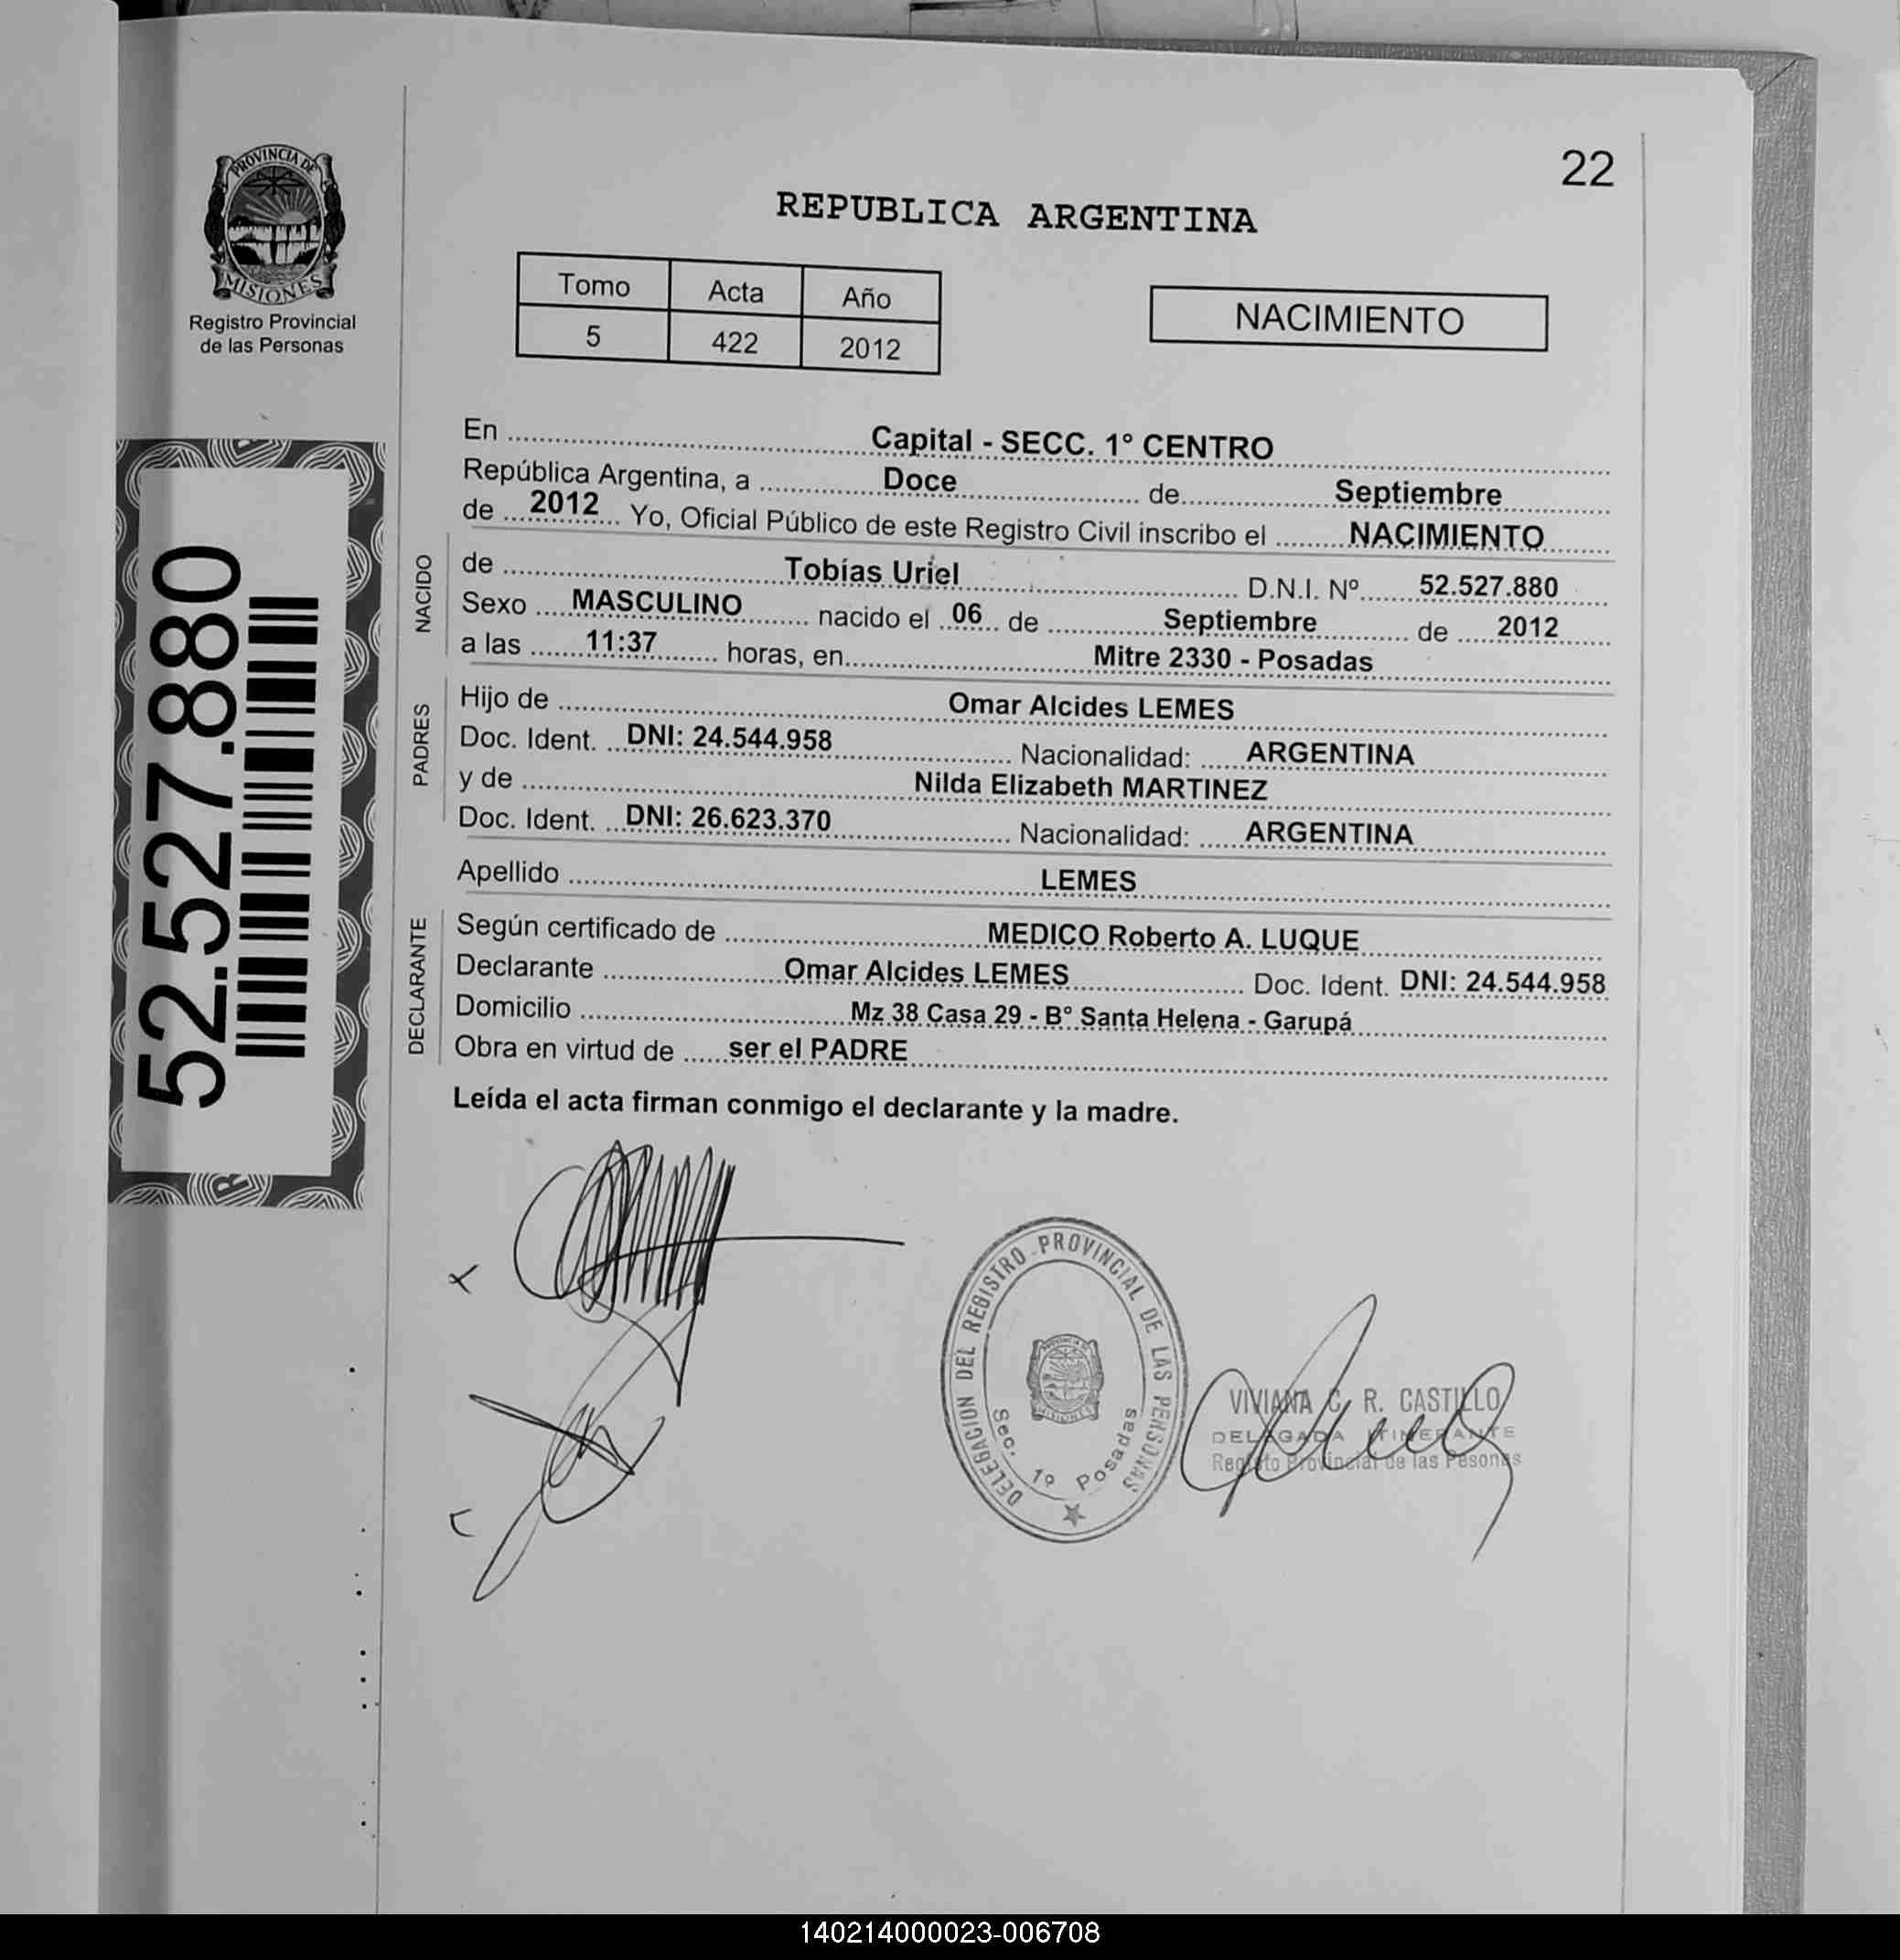 22
PROVINCIA DE
MISIONES
Registro Provincial
de las Personas
REPUBLICA ARGENTINA
Tomo Acta Año
5 422 2012
NACIMIENTO
52.527.880
En Capital - SECC. 1° CENTRO
República Argentina, a Doce de Septiembre
de 2012 Yo, Oficial Público de este Registro Civil inscribo el NACIMIENTO
NACIDO
de Tobías Uriel D.N.I. Nº 52.527.880
Sexo MASCULINO nacido el 06 de Septiembre de 2012
a las 11:37 horas, en Mitre 2330 - Posadas
PADRES
Hijo de Omar Alcides LEMES
Doc. Ident. DNI: 24.544.958 Nacionalidad: ARGENTINA
y de Nilda Elizabeth MARTINEZ
Doc. Ident. DNI: 26.623.370 Nacionalidad: ARGENTINA
Apellido LEMES
DECLARANTE
Según certificado de MEDICO Roberto A. LUQUE
Declarante Omar Alcides LEMES Doc. Ident. DNI: 24.544.958
Domicilio Mz 38 Casa 29 - B° Santa Helena - Garupá
Obra en virtud de ser el PADRE
Leída el acta firman conmigo el declarante y la madre.
DELEGACION DEL REGISTRO PROVINCIAL DE LAS PERSONAS
Sec. 1º Posadas
VIVIANA C. R. CASTILLO
DELEGADA ITINERANTE
Registo Provincial de las Pesonas
140214000023-006708